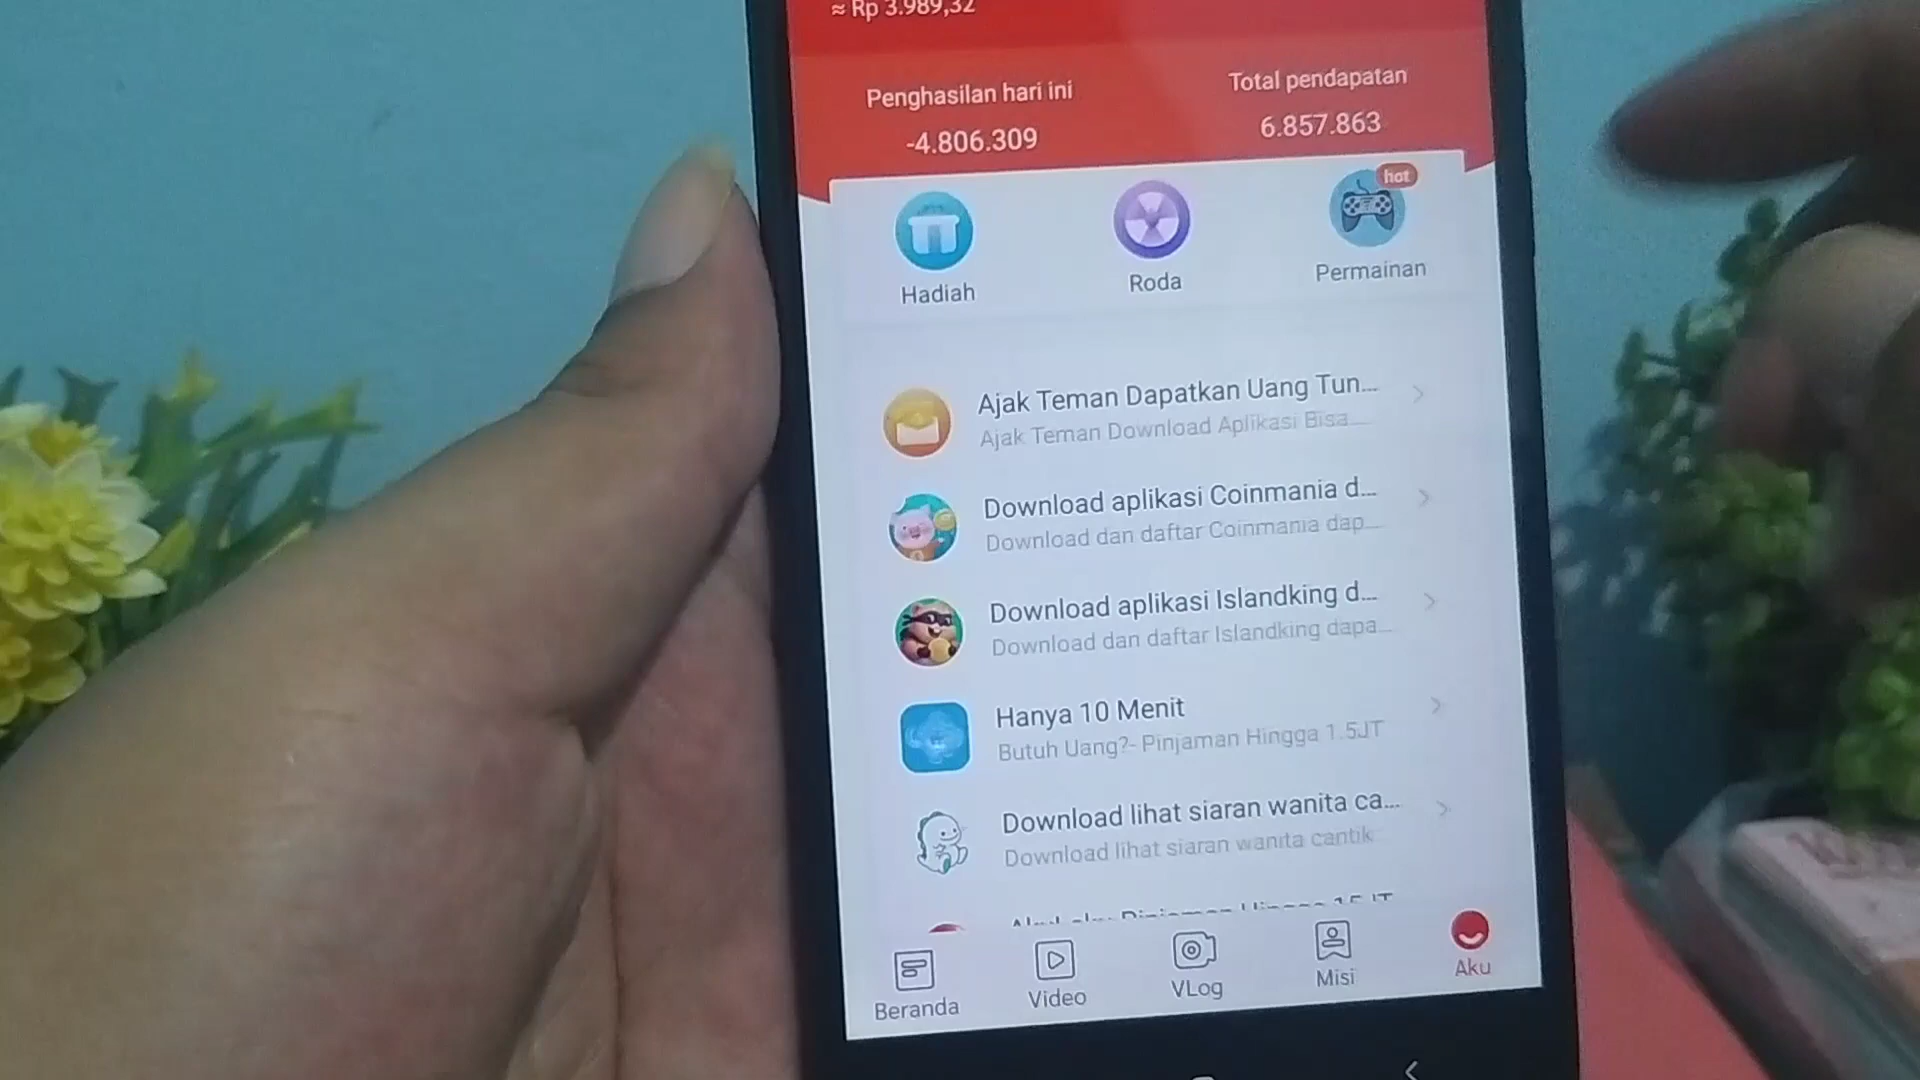 ≈ Rp 3.989,32
Penghasilan hari ini
Total pendapatan
-4.806.309
6.857.863
hot
Hadiah
Roda
Permainan
Ajak Teman Dapatkan Uang Tun...
Ajak Teman Download Aplikasi Bisa...
Download aplikasi Coinmania d...
Download dan daftar Coinmania dap...
Download aplikasi Islandking d...
Download dan daftar Islandking dapa...
Hanya 10 Menit
Butuh Uang?- Pinjaman Hingga 1.5JT
Download lihat siaran wanita ca...
Download lihat siaran wanita cantik
Beranda
Video
VLog
Misi
Aku